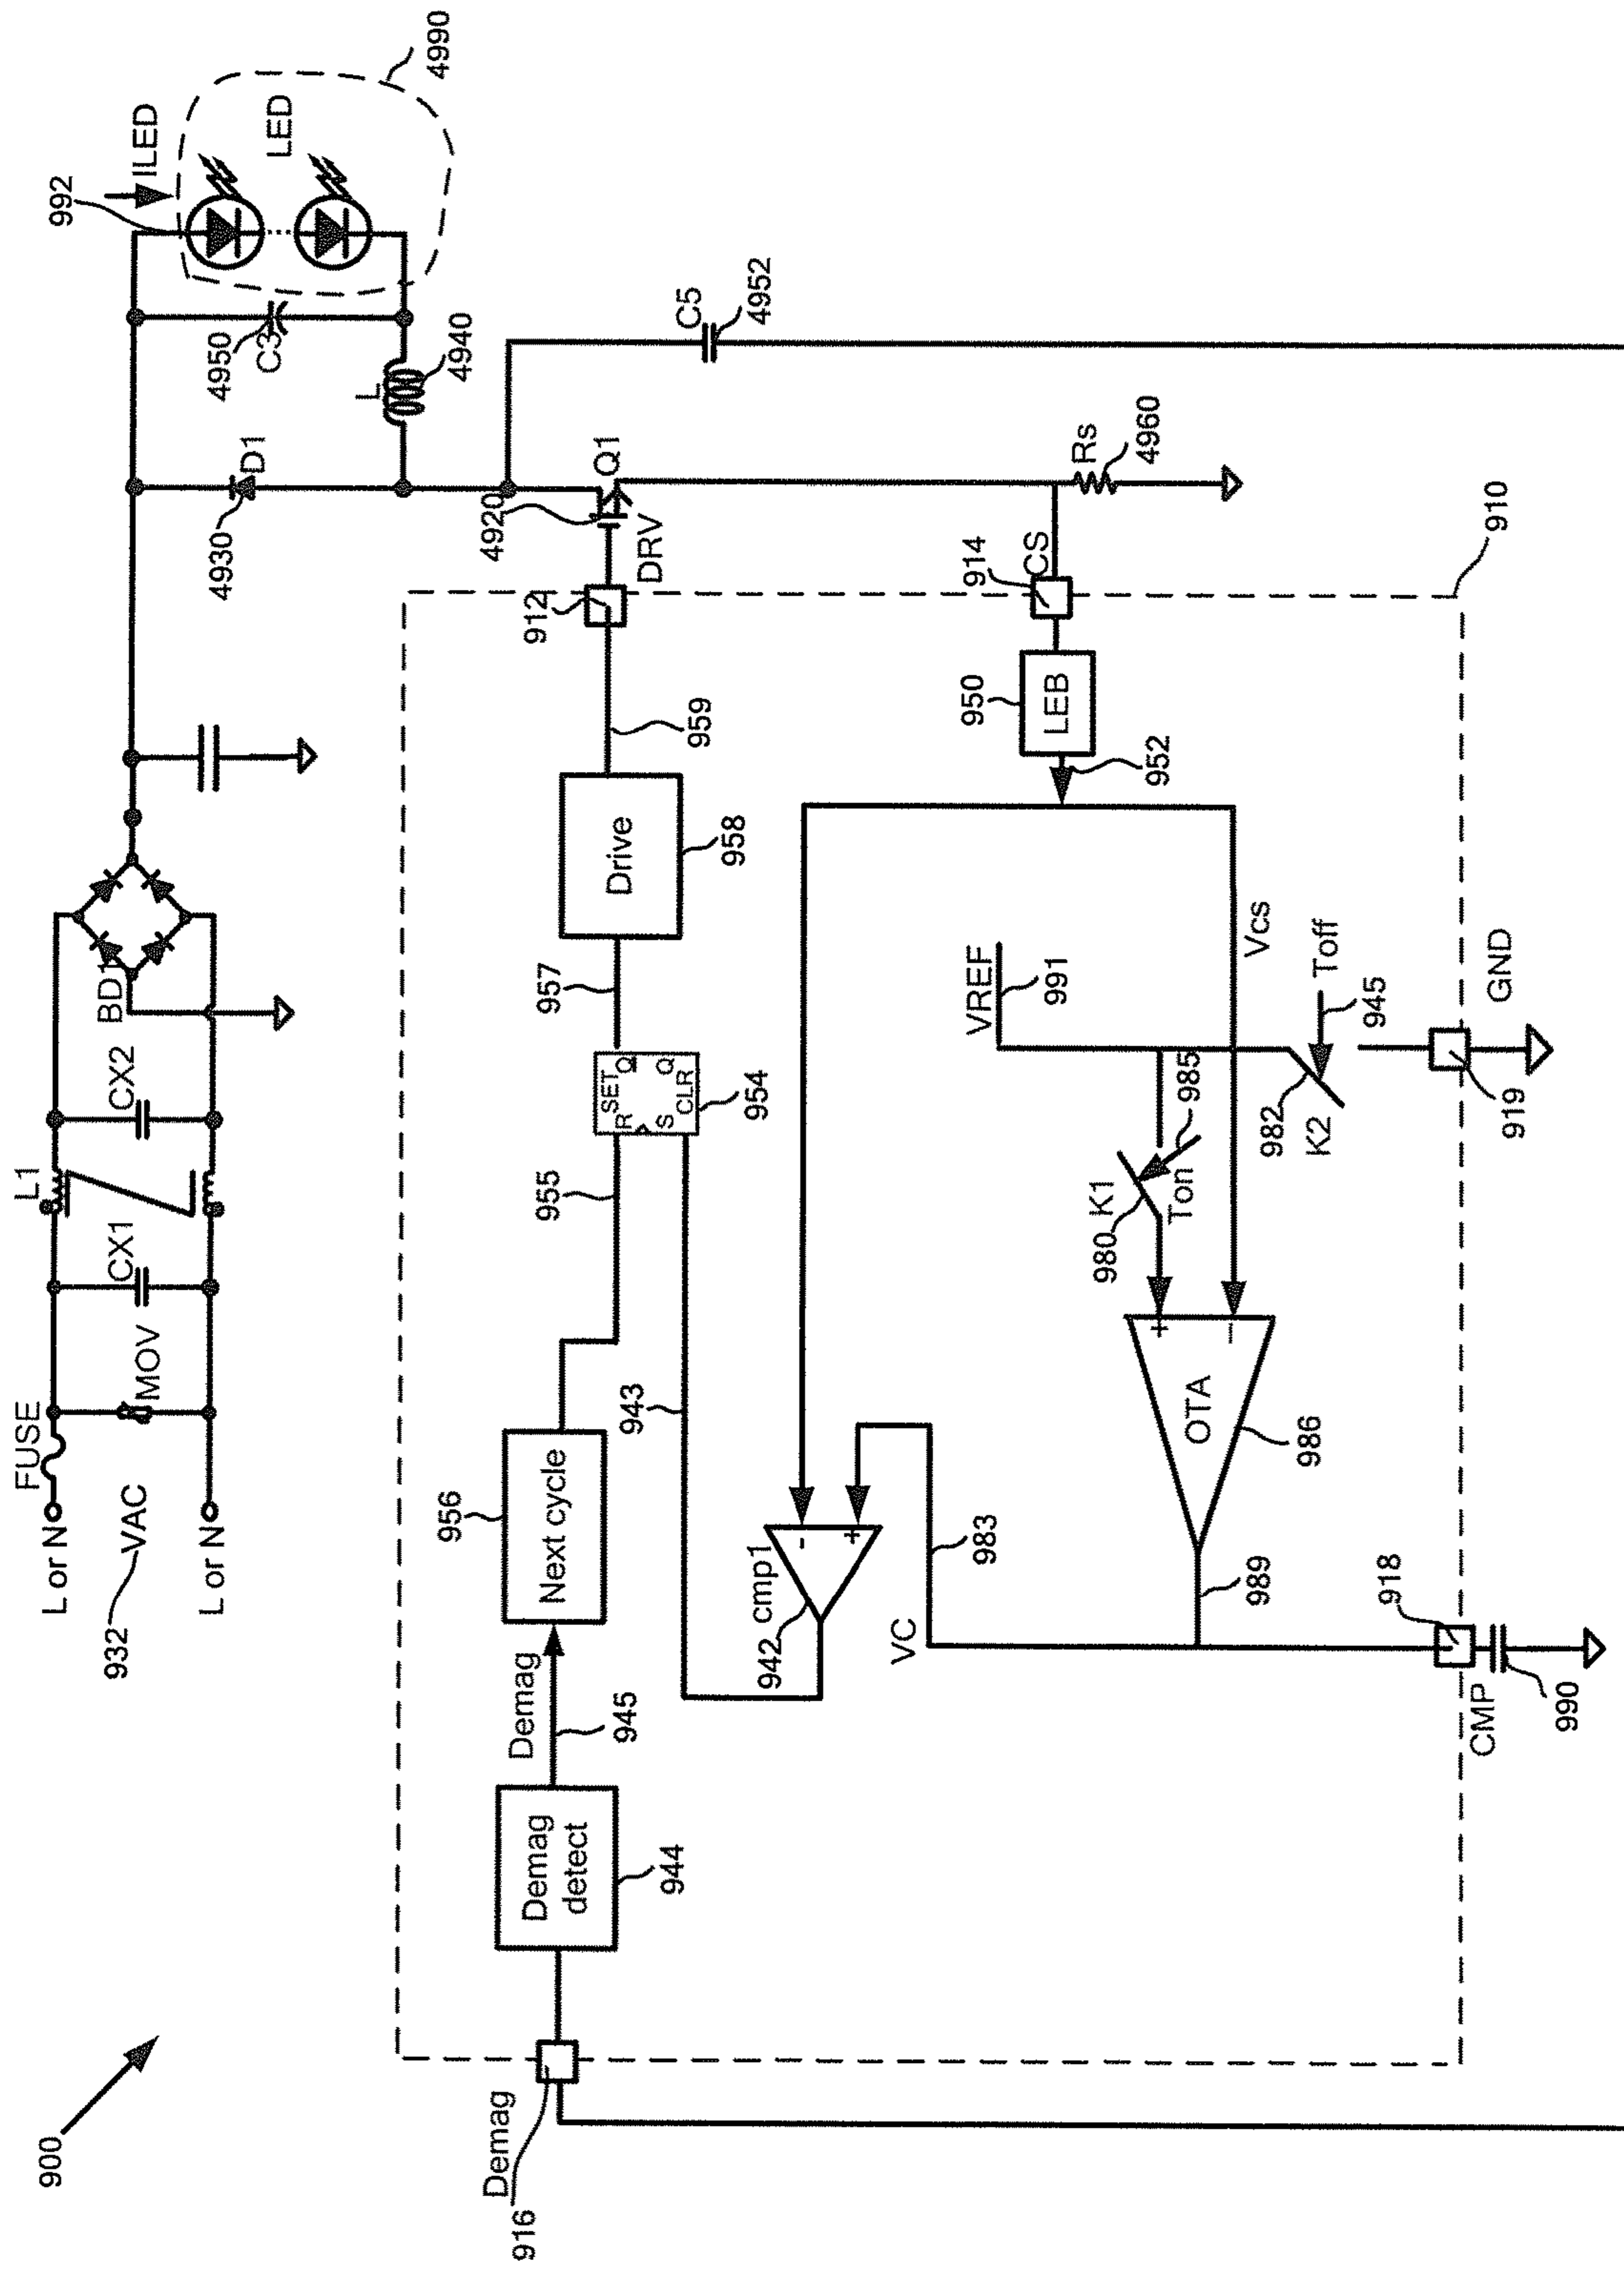 900
932
VAC
L or N
L or N
FUSE
MOV
CX1
L1
CX2
BD1
4930
D1
4950
C3
L
4940
992
ILED
LED
4990
4920
Q1
DRV
C5
4952
Rs
4960
910
916
Demag
Demag
detect
944
Demag
945
956
Next cycle
955
943
SET
R
Q
S
Q
CLR
954
957
Drive
958
959
912
914
CS
950
LEB
952
cmp1
942
-
+
VC
983
VREF
991
Vcs
K1
980
Ton
985
K2
982
Toff
945
+
−
OTA
986
989
918
CMP
990
919
GND